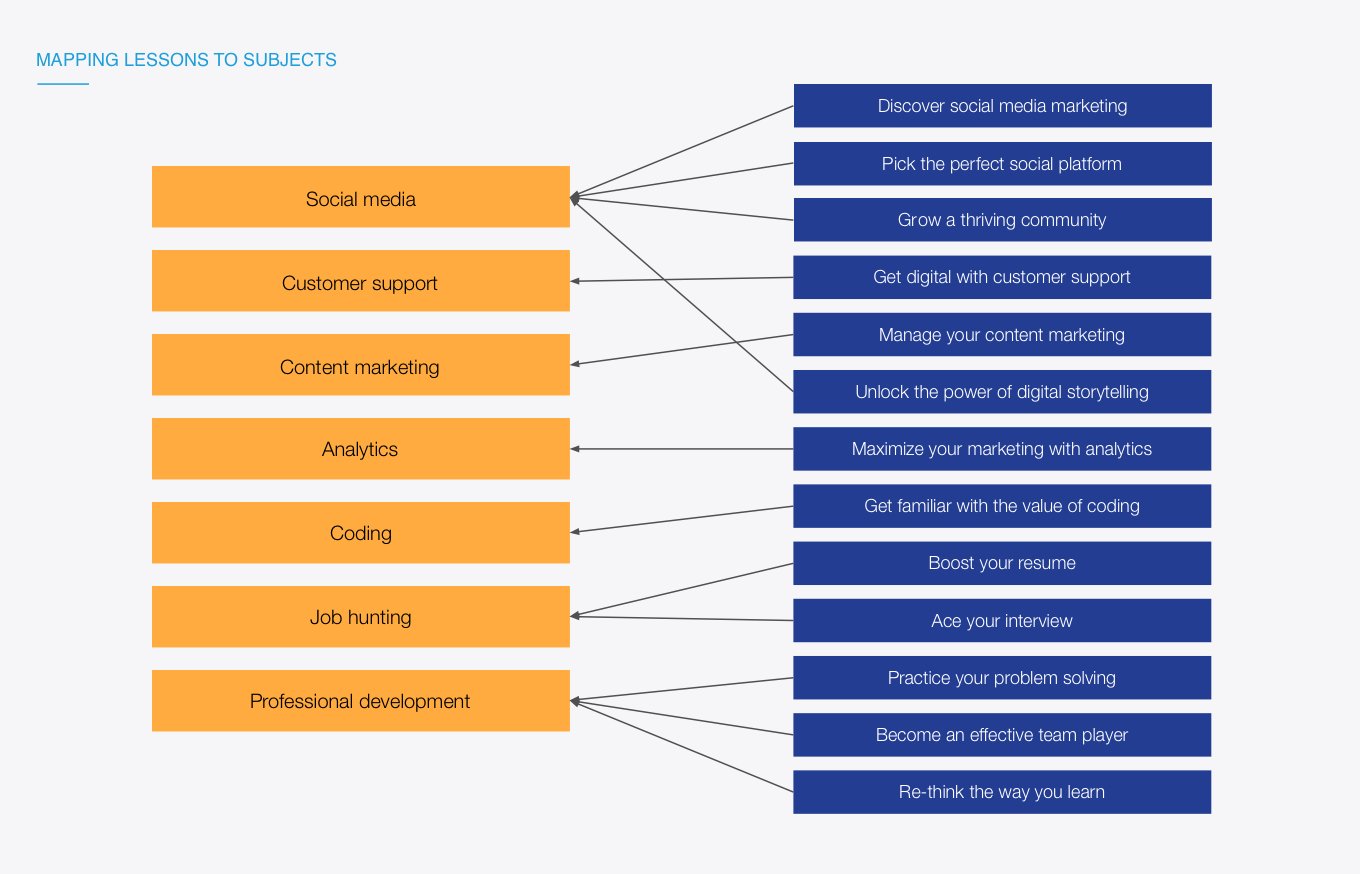 MAPPING LESSONS TO SUBJECTS
Social media
Customer support
Content marketing
Analytics
Coding
Job hunting
Professional development
Discover social media marketing
Pick the perfect social platform
Grow a thriving community
Get digital with customer support
Manage your content marketing
Unlock the power of digital storytelling
Maximize your marketing with analytics
Get familiar with the value of coding
Boost your resume
Ace your interview
Practice your problem solving
Become an effective team player
Re-think the way you learn